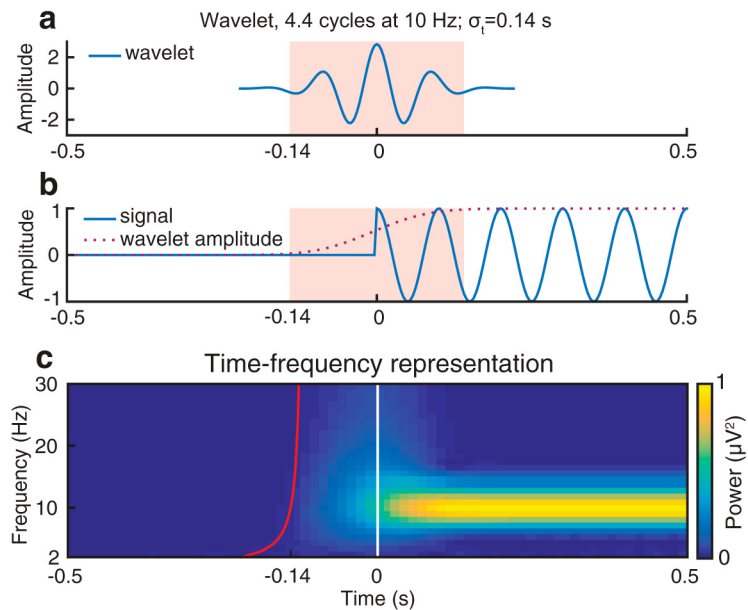 a
Wavelet, 4.4 cycles at 10 Hz; σt=0.14 s
wavelet
Amplitude
2
0
-2
-0.5
-0.14
0
0.5
b
signal
wavelet amplitude
Amplitude
1
0
-1
-0.5
-0.14
0
0.5
c
Time-frequency representation
Frequency (Hz)
30
20
10
2
-0.5
-0.14
0
0.5
Time (s)
1
0
Power (μV²)